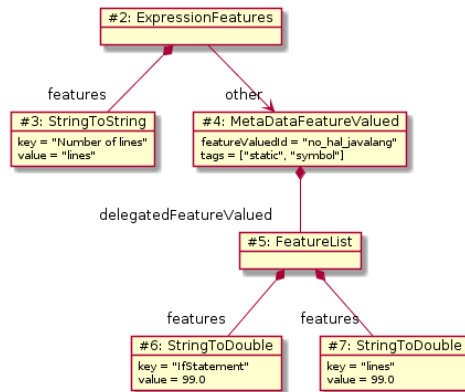 #2: ExpressionFeatures
features
other
#3: StringToString
key = "Number of lines"
value = "lines"
#4: MetaDataFeatureValued
featureValuedId = "no_hal_javalang"
tags = ["static", "symbol"]
delegatedFeatureValued
#5: FeatureList
features
features
#6: StringToDouble
key = "IfStatement"
value = 99.0
#7: StringToDouble
key = "lines"
value = 99.0